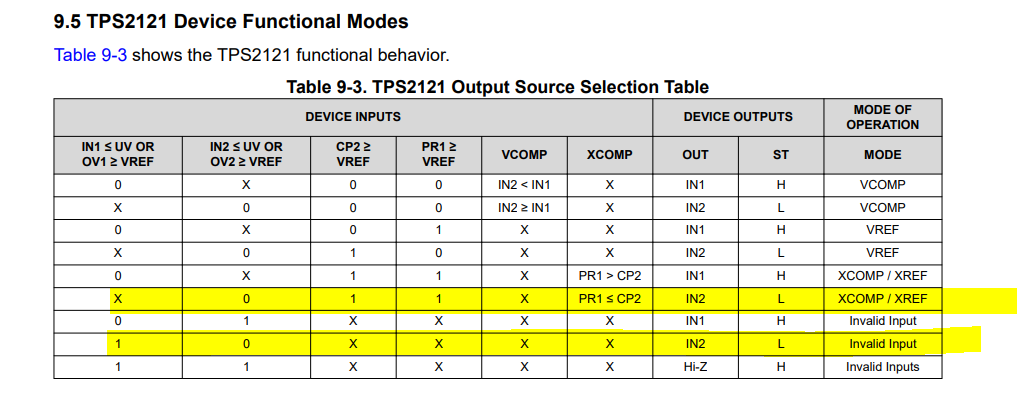 9.5 TPS2121 Device Functional Modes
Table 9-3 shows the TPS2121 functional behavior.
Table 9-3. TPS2121 Output Source Selection Table
DEVICE INPUTS DEVICE OUTPUTS MODE OF OPERATION
IN1 ≤ UV OR OV1 ≥ VREF IN2 ≤ UV OR OV2 ≥ VREF CP2 ≥ VREF PR1 ≥ VREF VCOMP XCOMP OUT ST MODE
0 X 0 0 IN2 < IN1 X IN1 H VCOMP
X 0 0 0 IN2 ≥ IN1 X IN2 L VCOMP
0 X 0 1 X X IN1 H VREF
X 0 1 0 X X IN2 L VREF
0 X 1 1 X PR1 > CP2 IN1 H XCOMP / XREF
X 0 1 1 X PR1 ≤ CP2 IN2 L XCOMP / XREF
0 1 X X X X IN1 H Invalid Input
1 0 X X X X IN2 L Invalid Input
1 1 X X X X Hi-Z H Invalid Inputs